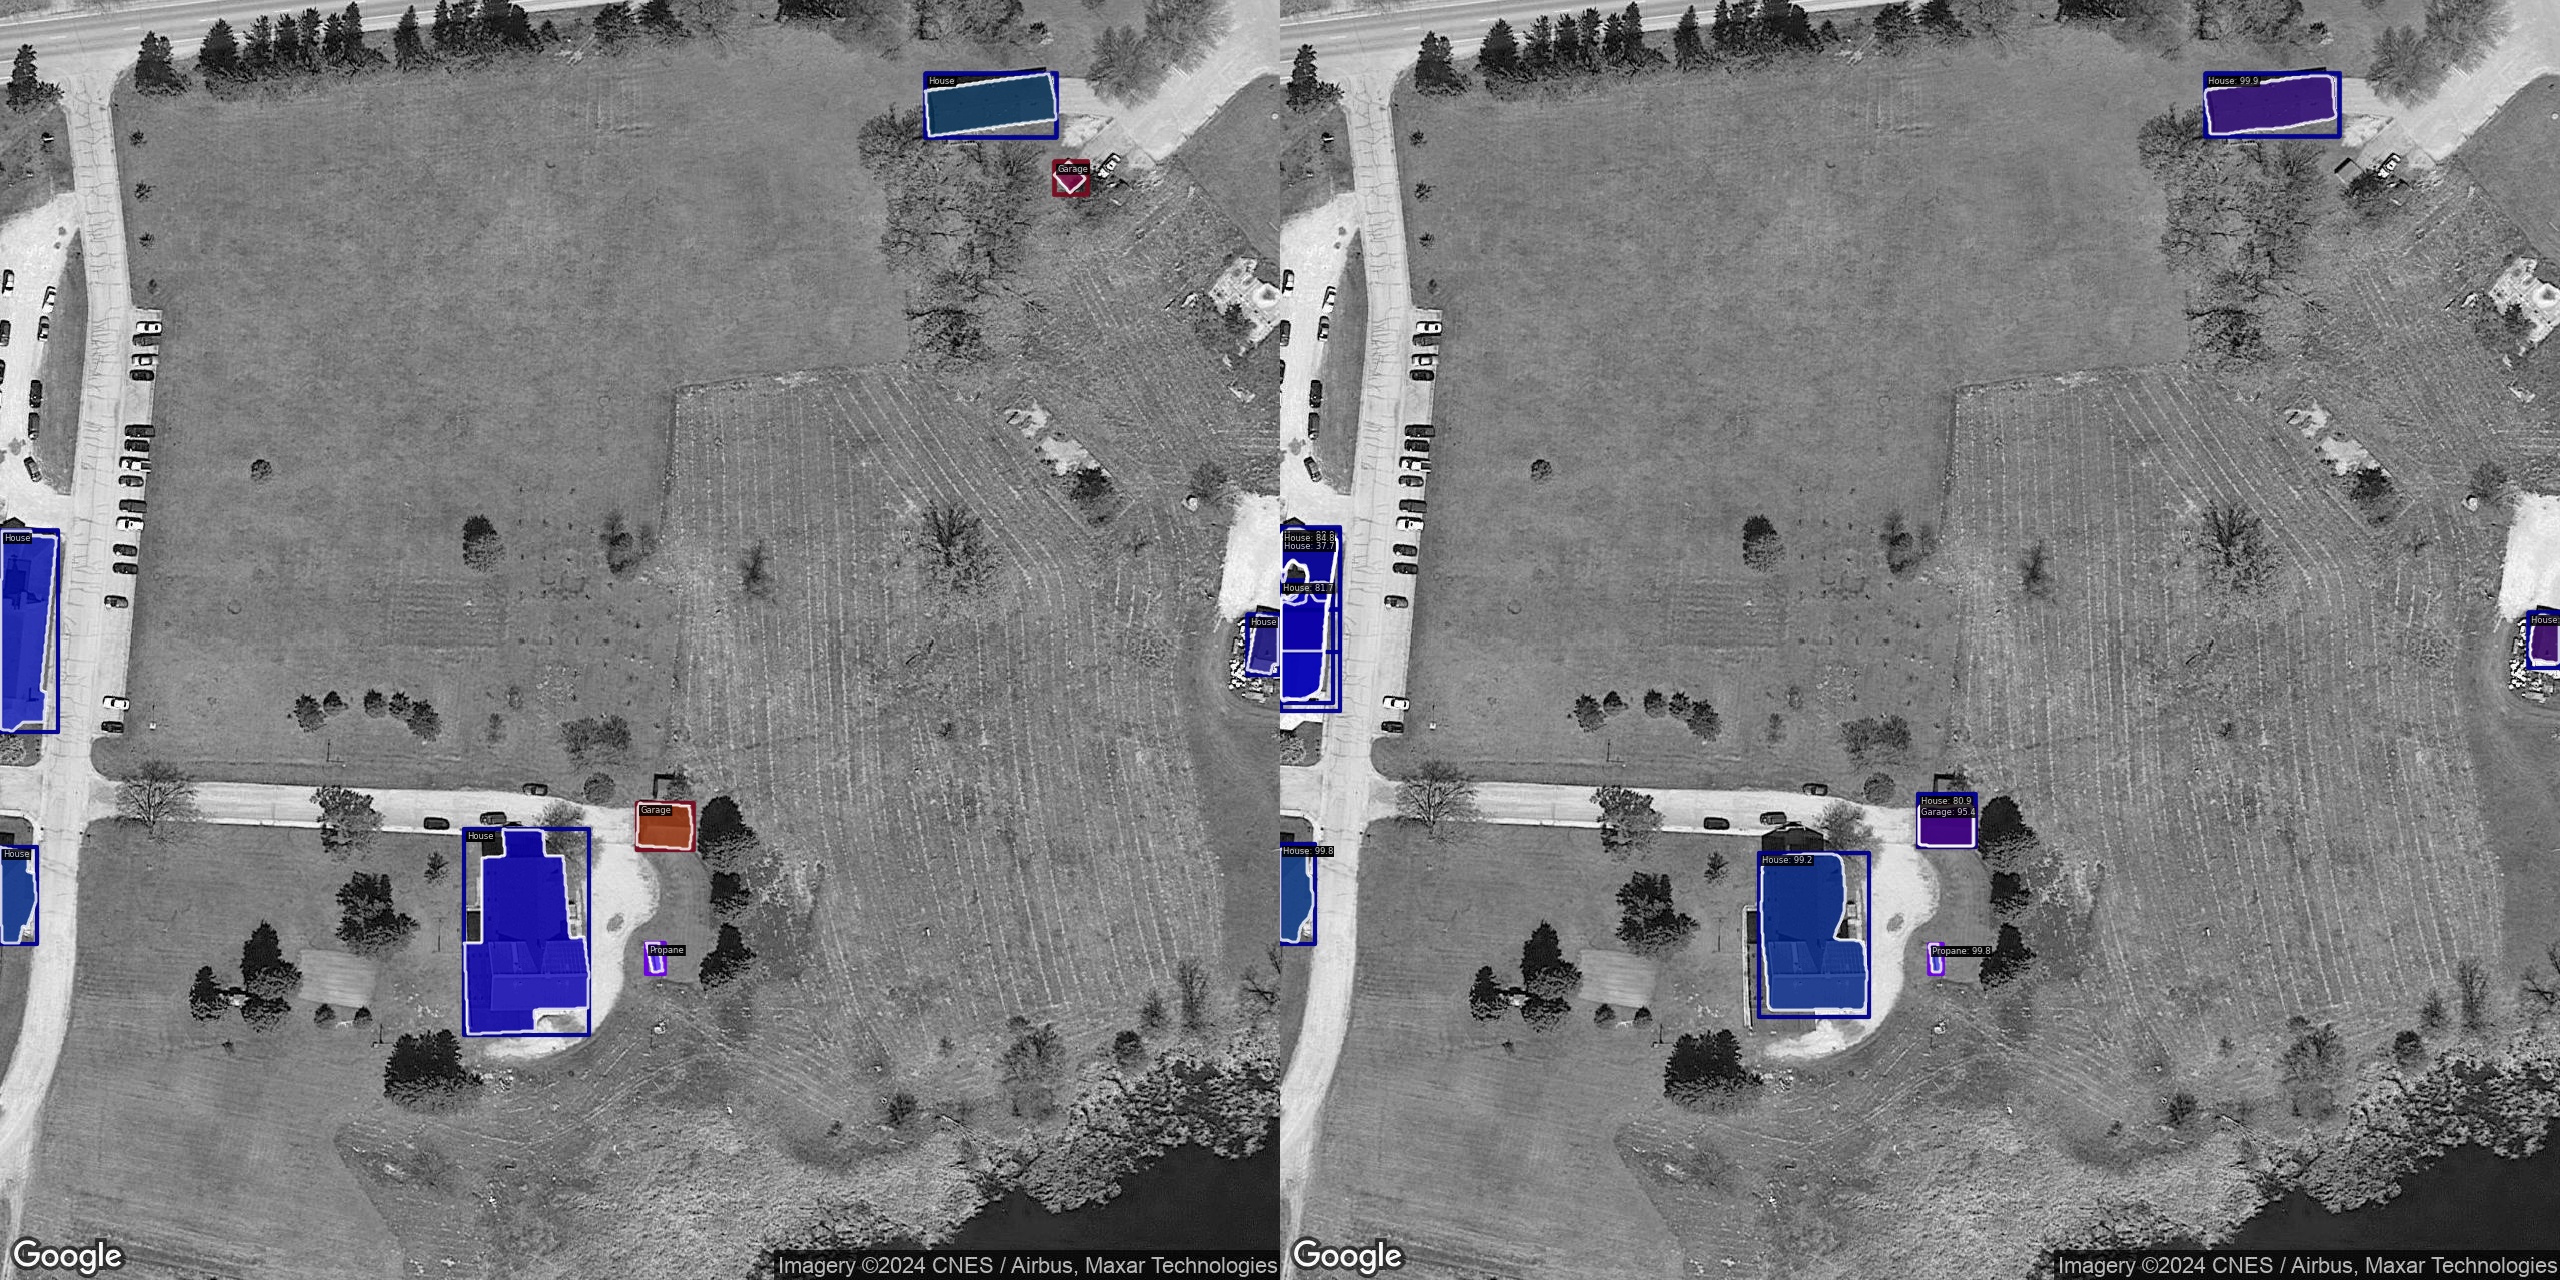 House
Garage
House
House
Garage
House
House
Propane
Google
Imagery ©2024 CNES / Airbus, Maxar Technologies
House: 99.9
House: 84.8
House: 37.7
House: 81.7
House:
House: 80.9
Garage: 95.4
House: 99.8
House: 99.2
Propane: 99.8
Google
Imagery ©2024 CNES / Airbus, Maxar Technologies